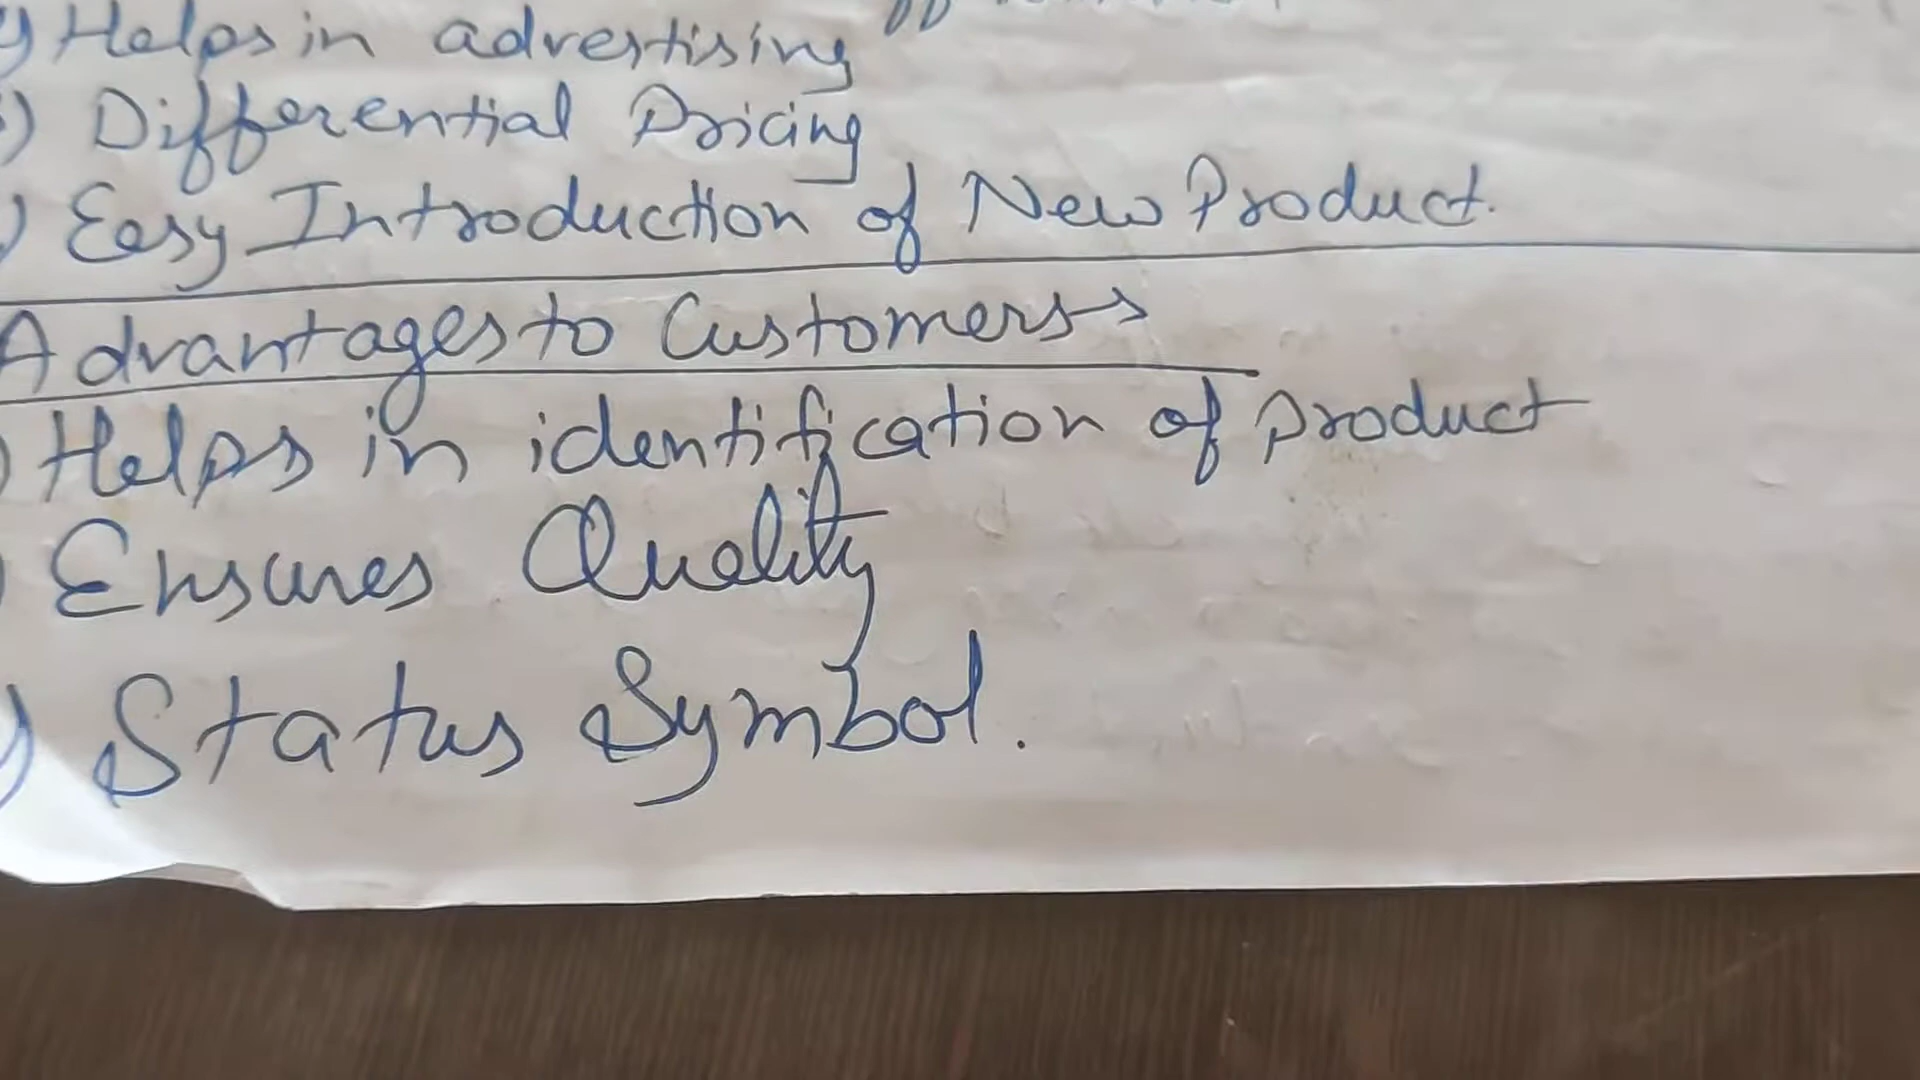 ) Helps in advertising
) Differential Pricing
) Easy Introduction of New Product.
Advantages to Customers→
) Helps in identification of product
) Ensures Quality
) Status Symbol.